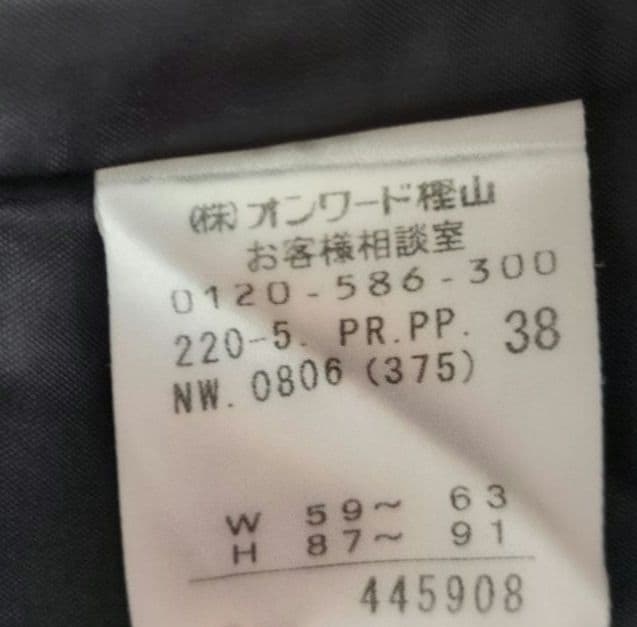 ㈱オンワード樫山
お客様相談室
0120-586-300
220-5. PR.PP. 38
NW. 0806 (375)
W 59～ 63
H 87～ 91
445908